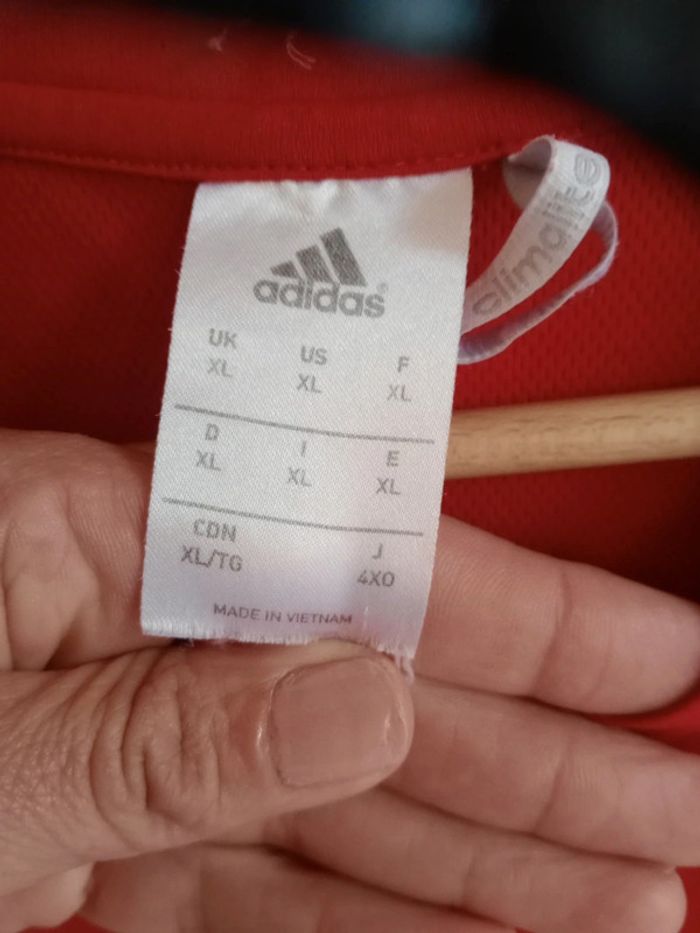 adidas®
UK US F
XL XL XL
D I E
XL XL XL
CDN J
XL/TG 4XO
MADE IN VIETNAM
climalite®